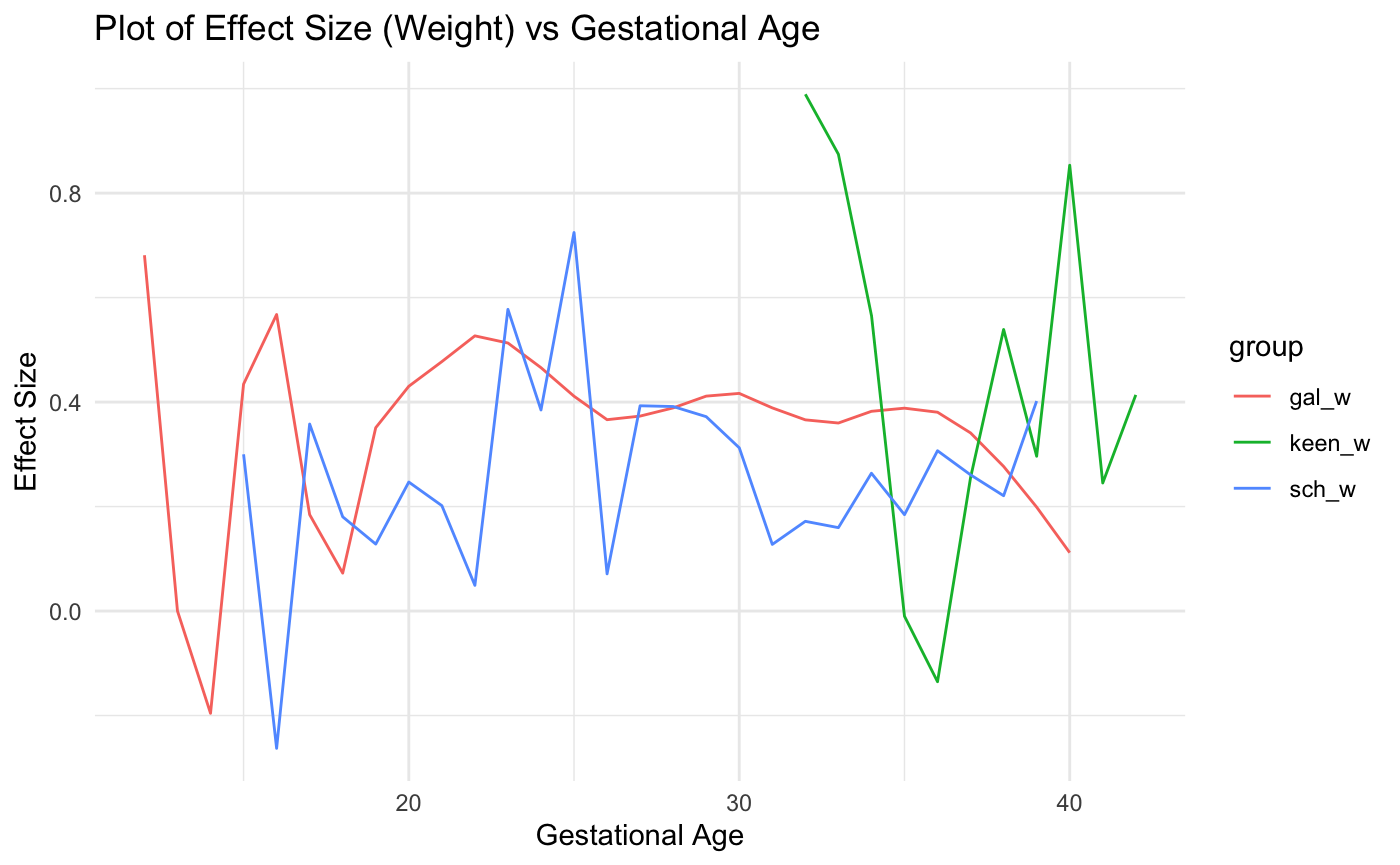 Plot of Effect Size (Weight) vs Gestational Age
Effect Size
0.8
0.4
0.0
20
30
40
Gestational Age
group
gal_w
keen_w
sch_w